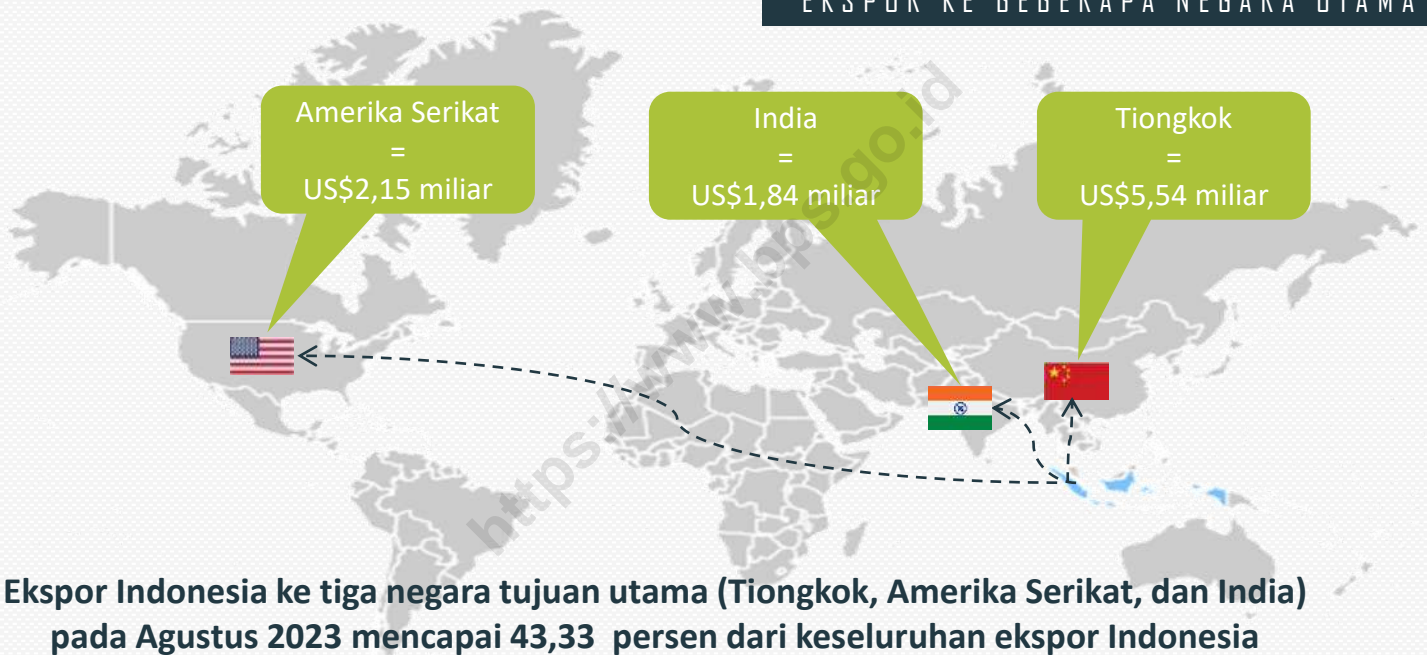 EKSPOR KE BEBERAPA NEGARA UTAMA
Amerika Serikat
=
US$2,15 miliar
India
=
US$1,84 miliar
Tiongkok
=
US$5,54 miliar
https://www.bps.go.id
Ekspor Indonesia ke tiga negara tujuan utama (Tiongkok, Amerika Serikat, dan India)
pada Agustus 2023 mencapai 43,33 persen dari keseluruhan ekspor Indonesia